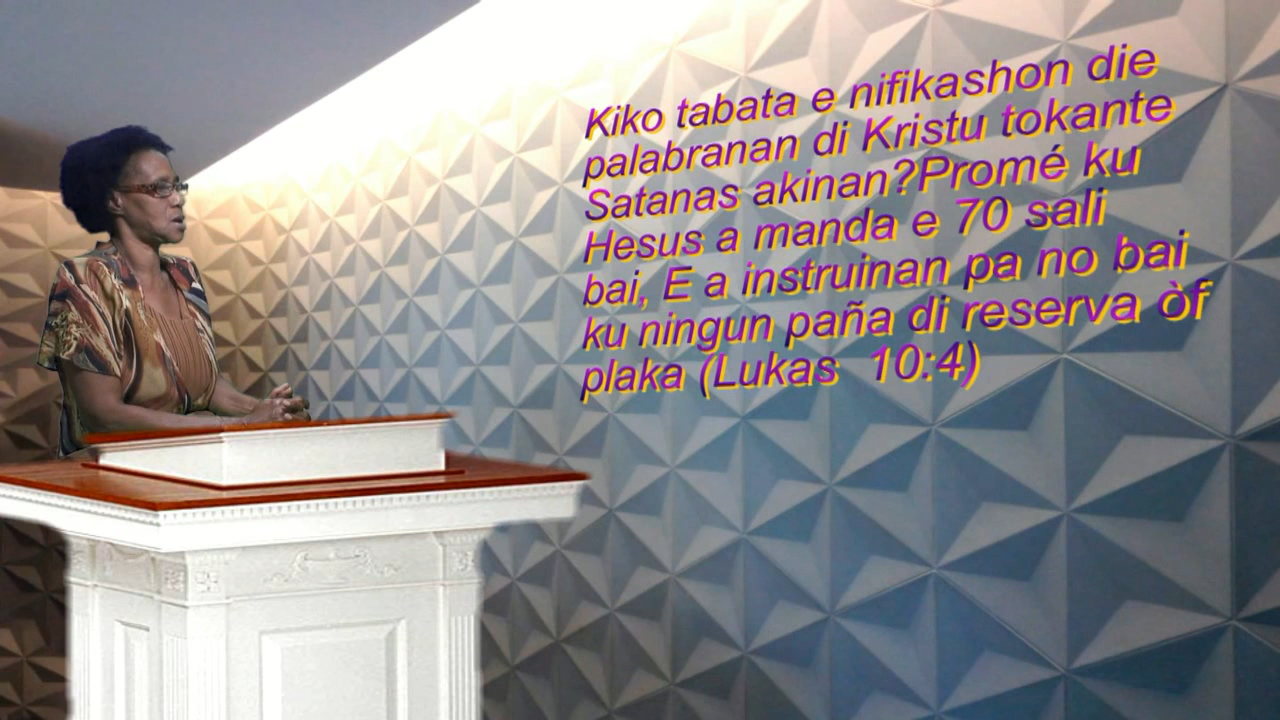 Kiko tabata e nifikashon die
palabranan di Kristu tokante
Satanas akinan?Promé ku
Hesus a manda e 70 sali
bai, E a instruinan pa no bai
ku ningun paña di reserva òf
plaka (Lukas 10:4)